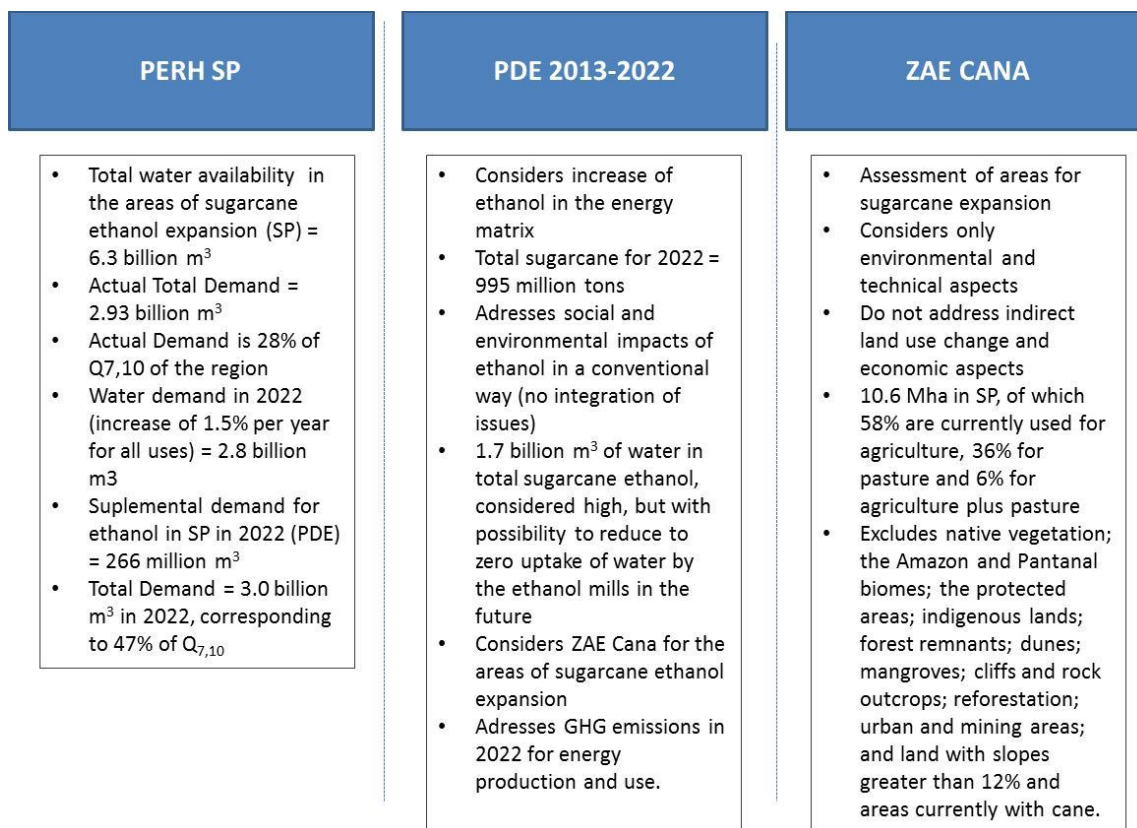 PERH SP
• Total water availability in
the areas of sugarcane
ethanol expansion (SP) =
6.3 billion m³
• Actual Total Demand =
2.93 billion m³
• Actual Demand is 28% of
Q7,10 of the region
• Water demand in 2022
(increase of 1.5% per year
for all uses) = 2.8 billion
m3
• Suplemental demand for
ethanol in SP in 2022 (PDE)
= 266 million m³
• Total Demand = 3.0 billion
m³ in 2022, corresponding
to 47% of Q₇,₁₀
PDE 2013-2022
• Considers increase of
ethanol in the energy
matrix
• Total sugarcane for 2022 =
995 million tons
• Adresses social and
environmental impacts of
ethanol in a conventional
way (no integration of
issues)
• 1.7 billion m³ of water in
total sugarcane ethanol,
considered high, but with
possibility to reduce to
zero uptake of water by
the ethanol mills in the
future
• Considers ZAE Cana for the
areas of sugarcane ethanol
expansion
• Adresses GHG emissions in
2022 for energy
production and use.
ZAE CANA
• Assessment of areas for
sugarcane expansion
• Considers only
environmental and
technical aspects
• Do not address indirect
land use change and
economic aspects
• 10.6 Mha in SP, of which
58% are currently used for
agriculture, 36% for
pasture and 6% for
agriculture plus pasture
• Excludes native vegetation;
the Amazon and Pantanal
biomes; the protected
areas; indigenous lands;
forest remnants; dunes;
mangroves; cliffs and rock
outcrops; reforestation;
urban and mining areas;
and land with slopes
greater than 12% and
areas currently with cane.